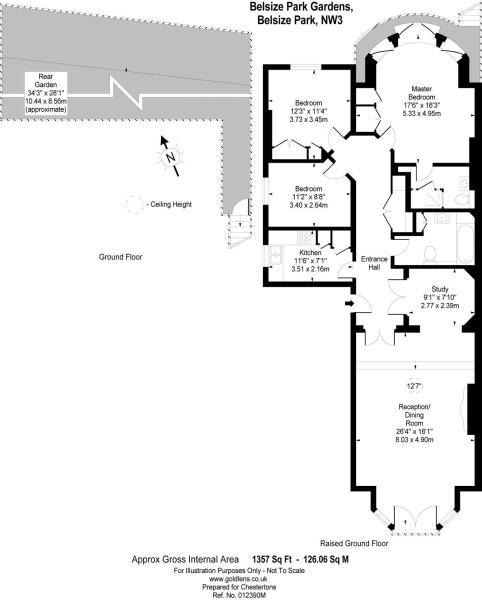 Belsize Park Gardens,
Belsize Park, NW3
Rear
Garden
34'3" x 28'1"
10.44 x 8.56m
(approximate)
N
- Ceiling Height
Ground Floor
Bedroom
12'3" x 11'4"
3.73 x 3.45m
Master
Bedroom
17'6" x 16'3"
5.33 x 4.95m
Bedroom
11'2" x 8'8"
3.40 x 2.64m
Kitchen
11'6" x 7'1"
3.51 x 2.16m
Entrance
Hall
Study
9'1" x 7'10"
2.77 x 2.39m
12'7"
Reception/
Dining
Room
26'4" x 16'1"
8.03 x 4.90m
Raised Ground Floor
Approx Gross Internal Area 1357 Sq Ft - 126.06 Sq M
For Illustration Purposes Only - Not To Scale
www.goldlens.co.uk
Prepared for Chestertons
Ref. No. 012390M